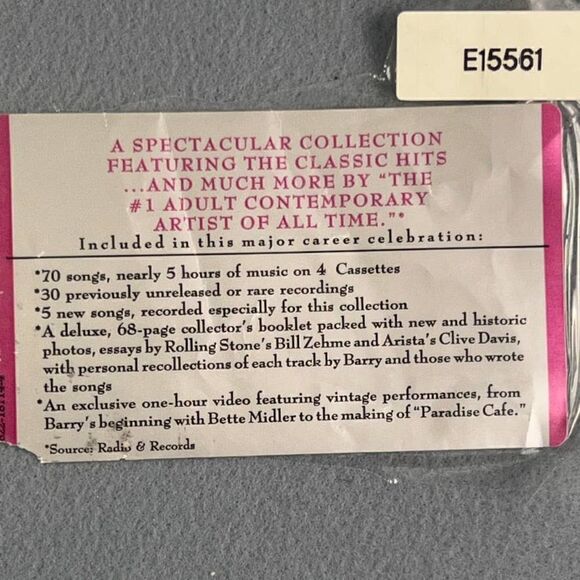 E15561
A SPECTACULAR COLLECTION
FEATURING THE CLASSIC HITS
...AND MUCH MORE BY "THE
#1 ADULT CONTEMPORARY
ARTIST OF ALL TIME."*
Included in this major career celebration:
*70 songs, nearly 5 hours of music on 4 Cassettes
*30 previously unreleased or rare recordings
*5 new songs, recorded especially for this collection
*A deluxe, 68-page collector's booklet packed with new and historic
photos, essays by Rolling Stone's Bill Zehme and Arista's Clive Davis,
with personal recollections of each track by Barry and those who wrote
the songs
*An exclusive one-hour video featuring vintage performances, from
Barry's beginning with Bette Midler to the making of "Paradise Cafe."
*Source: Radio & Records